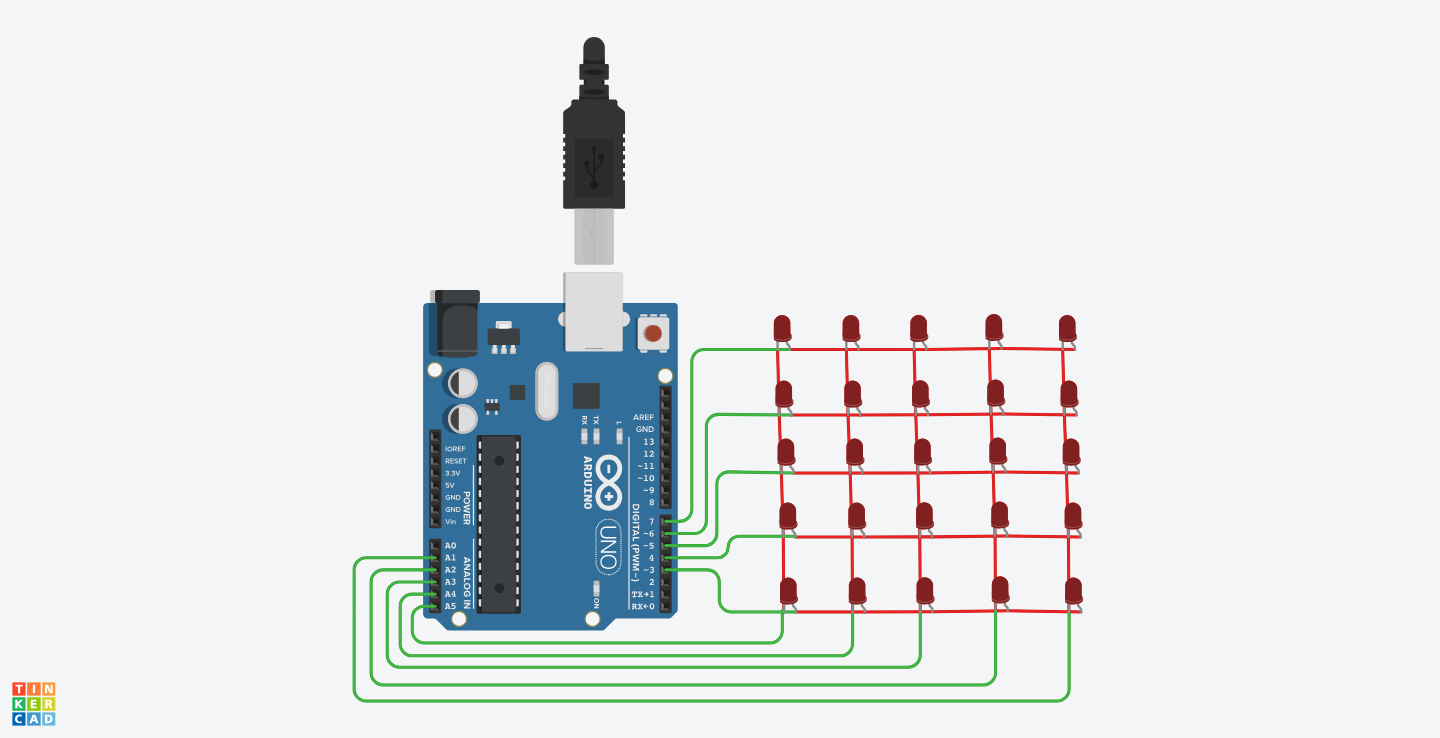 AREF
GND
13
12
~11
~10
~9
8
7
~6
~5
4
~3
2
TX→1
RX←0
DIGITAL (PWM~)
RX
TX
L
ARDUINO
UNO
ON
IOREF
RESET
3.3V
5V
GND
GND
Vin
POWER
A0
A1
A2
A3
A4
A5
ANALOG IN
TIN
KER
CAD